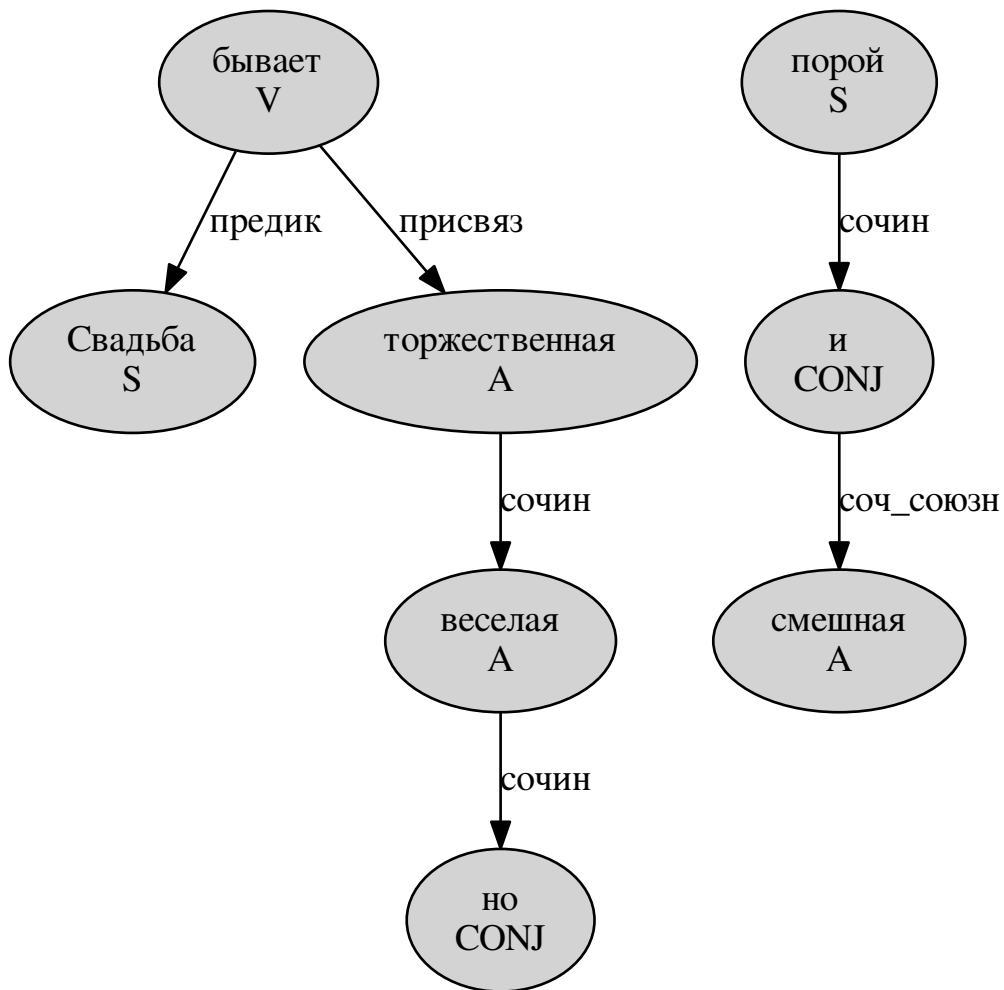 бывает
V
порой
S
предик
присвяз
сочин
Свадьба
S
торжественная
A
и
CONJ
сочин
соч_союзн
веселая
A
смешная
A
сочин
но
CONJ